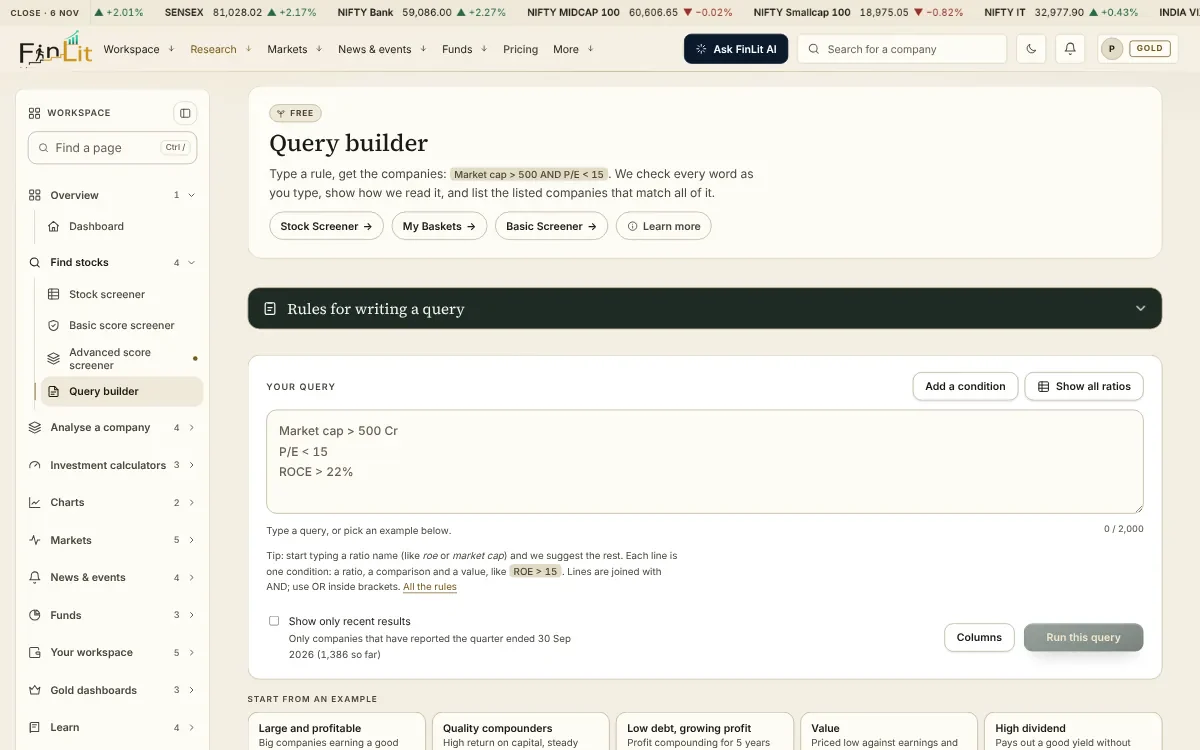 CLOSE · 6 NOV ▲ +2.01% SENSEX 81,028.02 ▲ +2.17% NIFTY Bank 59,086.00 ▲ +2.27% NIFTY MIDCAP 100 60,606.65 ▼ −0.02% NIFTY Smallcap 100 18,975.05 ▼ −0.82% NIFTY IT 32,977.90 ▲ +0.43% INDIA VI
FinLit
Workspace Research Markets News & events Funds Pricing More Ask FinLit AI Search for a company P GOLD
WORKSPACE
Find a page Ctrl /
Overview 1
Dashboard
Find stocks 4
Stock screener
Basic score screener
Advanced score
screener
Query builder
Analyse a company 4
Investment calculators 3
Charts 2
Markets 5
News & events 4
Funds 3
Your workspace 5
Gold dashboards 3
Learn 4
FREE
Query builder
Type a rule, get the companies: Market cap > 500 AND P/E < 15. We check every word as
you type, show how we read it, and list the listed companies that match all of it.
Stock Screener → My Baskets → Basic Screener → Learn more
Rules for writing a query
YOUR QUERY Add a condition Show all ratios
Market cap > 500 Cr
P/E < 15
ROCE > 22%
Type a query, or pick an example below. 0 / 2,000
Tip: start typing a ratio name (like roe or market cap) and we suggest the rest. Each line is
one condition: a ratio, a comparison and a value, like ROE > 15. Lines are joined with
AND; use OR inside brackets. All the rules
Show only recent results
Only companies that have reported the quarter ended 30 Sep
2026 (1,386 so far)
Columns Run this query
START FROM AN EXAMPLE
Large and profitable
Big companies earning a good
Quality compounders
High return on capital, steady
Low debt, growing profit
Profit compounding for 5 years
Value
Priced low against earnings and
High dividend
Pays out a good yield without